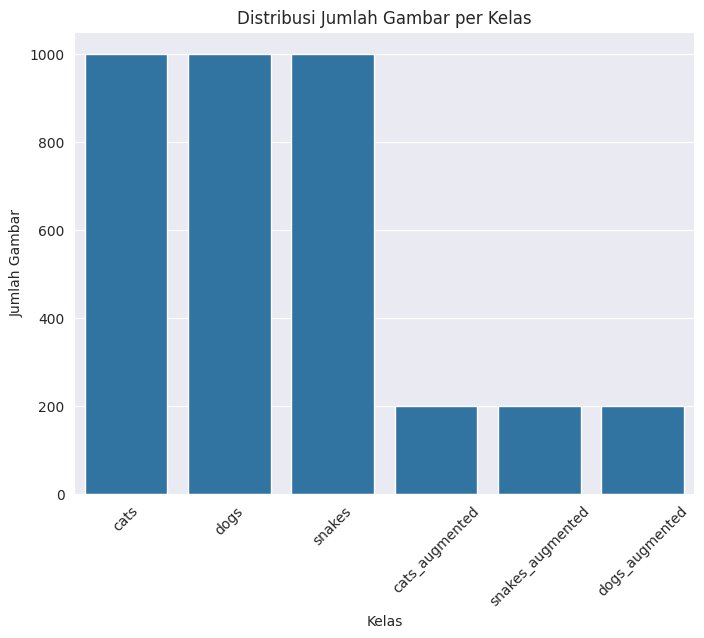 Distribusi Jumlah Gambar per Kelas
Jumlah Gambar
1000
800
600
400
200
0
cats
dogs
snakes
cats_augmented
snakes_augmented
dogs_augmented
Kelas